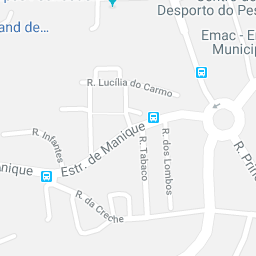 Desporto do Pes
and de...
Emac - E
Municip
R. Lucília do Carmo
R. Infantes
Estr. de Manique
R. Tabaco
R. dos Lombos
R. Prin
anique
R. da Creche